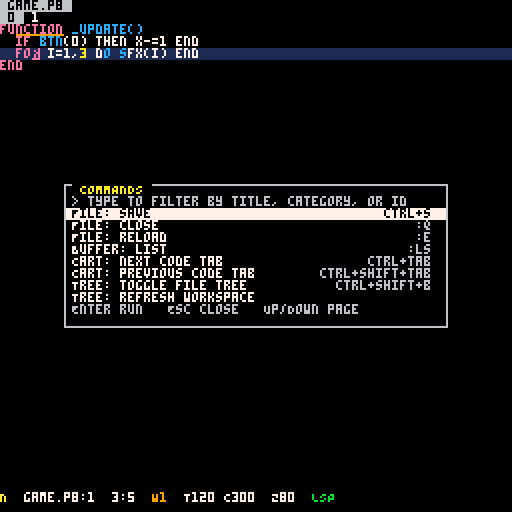 GAME.P8
0 1
FUNCTION _UPDATE()
IF BTN(0) THEN X-=1 END
FOR I=1,3 DO SFX(I) END
END
COMMANDS
> TYPE TO FILTER BY TITLE, CATEGORY, OR ID
FILE: SAVE CTRL+S
FILE: CLOSE :Q
FILE: RELOAD :E
BUFFER: LIST :LS
CART: NEXT CODE TAB CTRL+TAB
CART: PREVIOUS CODE TAB CTRL+SHIFT+TAB
TREE: TOGGLE FILE TREE CTRL+SHIFT+B
TREE: REFRESH WORKSPACE
ENTER RUN ESC CLOSE UP/DOWN PAGE
N GAME.P8:1 3:5 W1 T120 C300 Z80 LSP